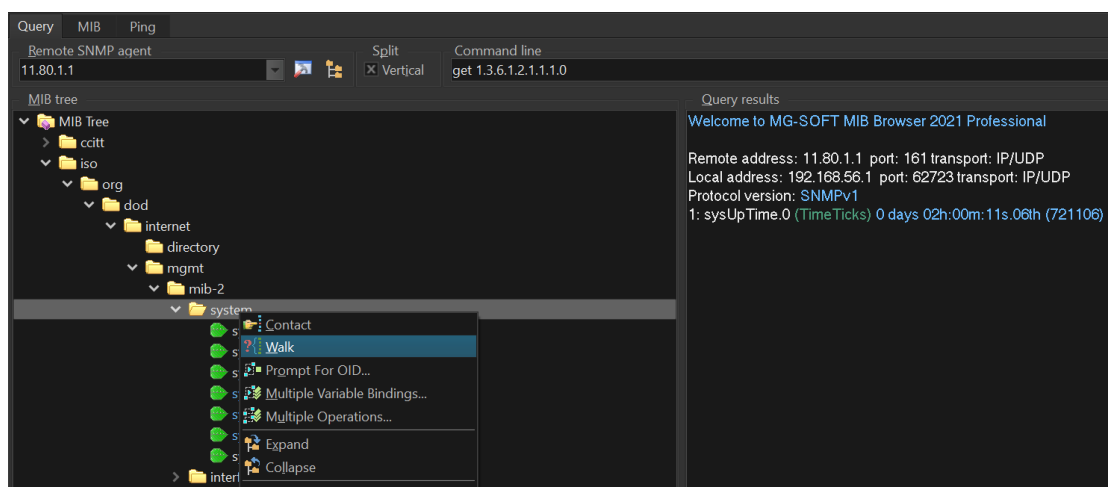 Query MIB Ping
Remote SNMP agent Split Command line
11.80.1.1 Vertical get 1.3.6.1.2.1.1.1.0
MIB tree
MIB Tree
ccitt
iso
org
dod
internet
directory
mgmt
mib-2
system
s
s
s
s
s
s
s
interf
Contact
Walk
Prompt For OID...
Multiple Variable Bindings...
Multiple Operations...
Expand
Collapse
Query results
Welcome to MG-SOFT MIB Browser 2021 Professional
Remote address: 11.80.1.1 port: 161 transport: IP/UDP
Local address: 192.168.56.1 port: 62723 transport: IP/UDP
Protocol version: SNMPv1
1: sysUpTime.0 (TimeTicks) 0 days 02h:00m:11s.06th (721106)